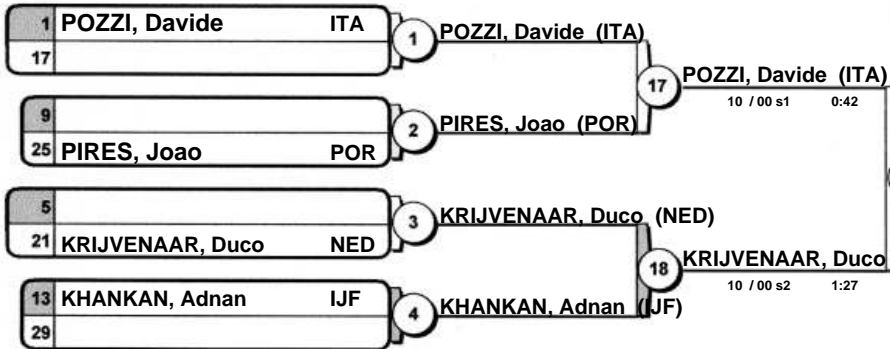 1 POZZI, Davide ITA
17
1
POZZI, Davide (ITA)
9
25 PIRES, Joao POR
2
PIRES, Joao (POR)
17
POZZI, Davide (ITA)
10 / 00 s1 0:42
5
21 KRIJVENAAR, Duco NED
3
KRIJVENAAR, Duco (NED)
13 KHANKAN, Adnan IJF
29
4
KHANKAN, Adnan (IJF)
18
KRIJVENAAR, Duco
10 / 00 s2 1:27